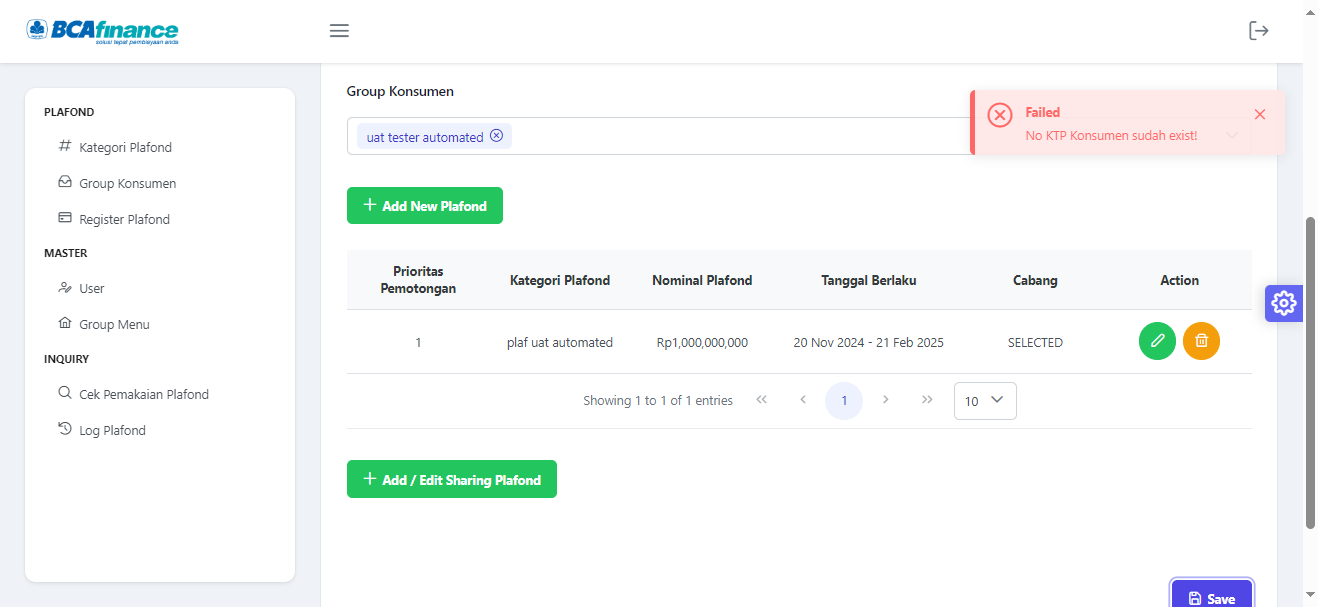 BCAfinance
solusi tepat pembiayaan anda
PLAFOND
Kategori Plafond
Group Konsumen
Register Plafond
MASTER
User
Group Menu
INQUIRY
Cek Pemakaian Plafond
Log Plafond
Group Konsumen
uat tester automated
Failed
No KTP Konsumen sudah exist!
Add New Plafond
Prioritas
Pemotongan
Kategori Plafond
Nominal Plafond
Tanggal Berlaku
Cabang
Action
1
plaf uat automated
Rp1,000,000,000
20 Nov 2024 - 21 Feb 2025
SELECTED
Showing 1 to 1 of 1 entries
1
10
Add / Edit Sharing Plafond
Save